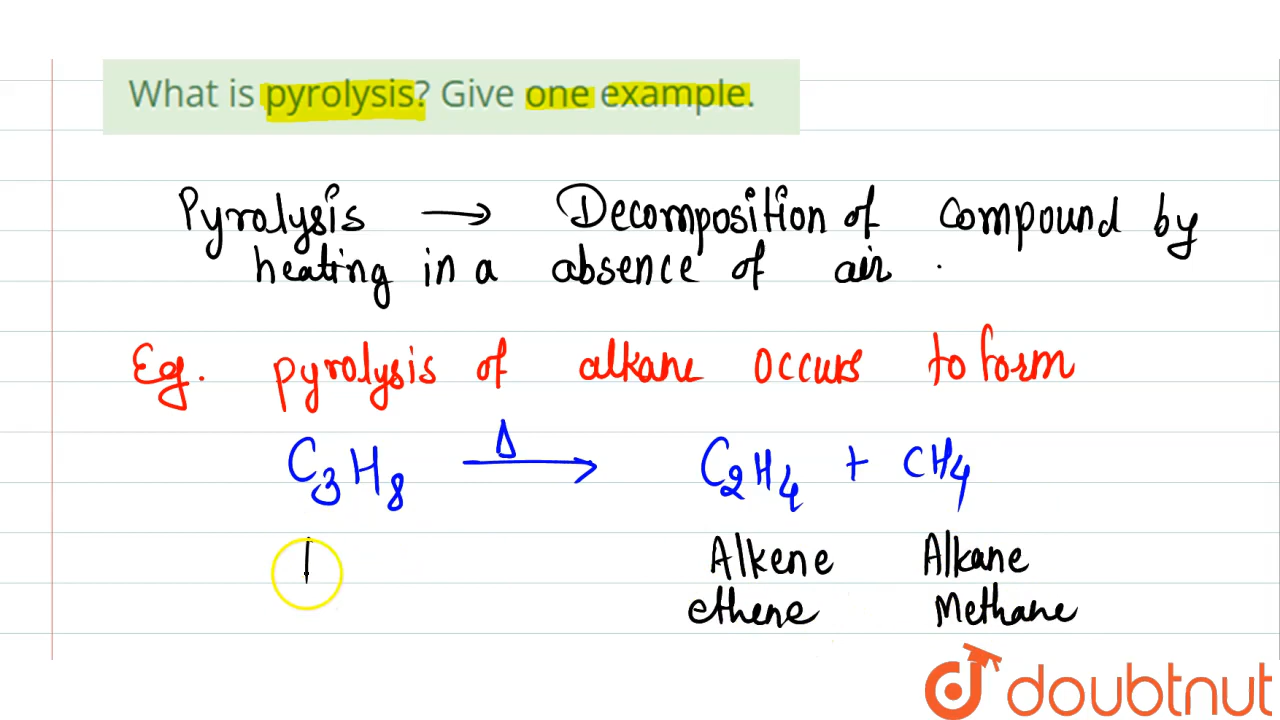 What is pyrolysis? Give one example.
Pyrolysis → Decomposition of compound by
heating in a absence of air .
Eg. pyrolysis of alkane occurs to form
C3H8 Δ→ C2H4 + CH4
Alkene Alkane
ethene Methane
doubtnut